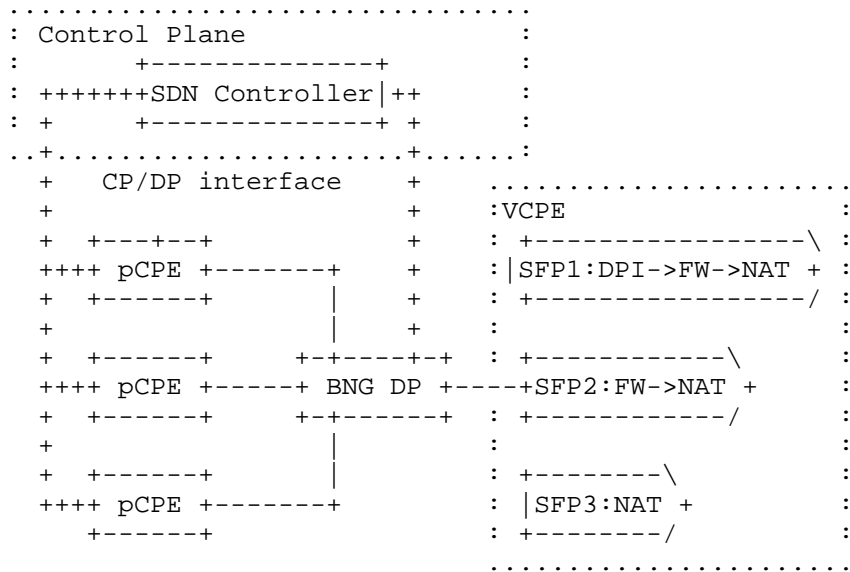 Control Plane
SDN Controller
CP/DP interface
VCPE
pCPE
SFP1:DPI->FW->NAT
pCPE
BNG DP
SFP2:FW->NAT
pCPE
SFP3:NAT